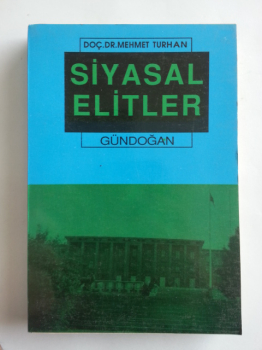 DOÇ.DR.MEHMET TURHAN
SİYASAL
ELİTLER
GÜNDOĞAN